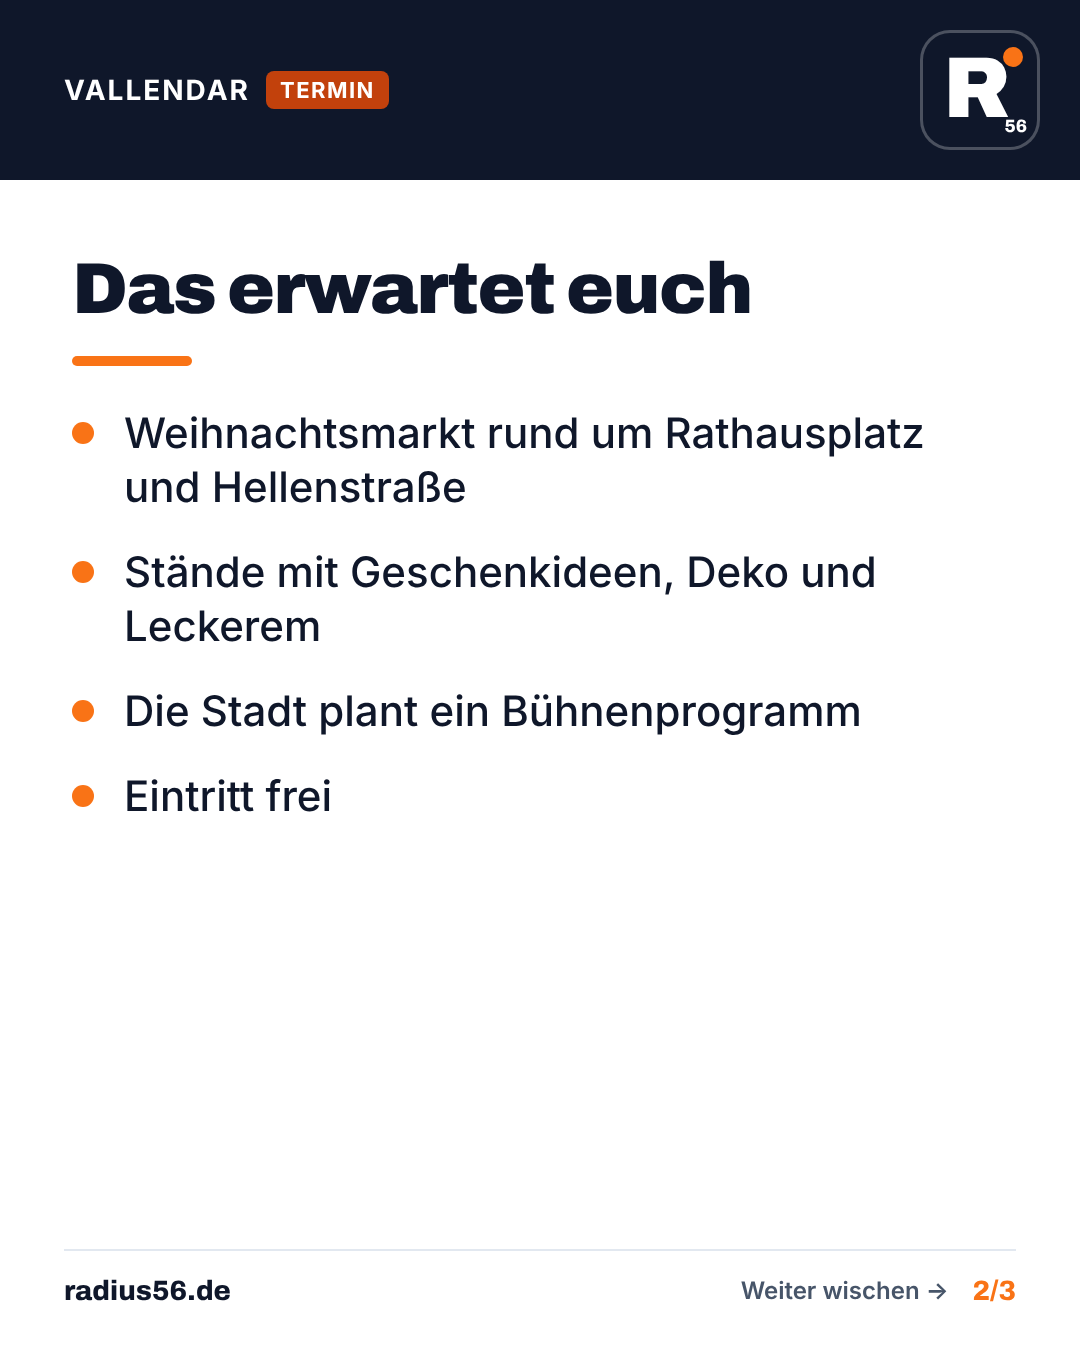 VALLENDAR TERMIN
R
56
Das erwartet euch
Weihnachtsmarkt rund um Rathausplatz
und Hellenstraße
Stände mit Geschenkideen, Deko und
Leckerem
Die Stadt plant ein Bühnenprogramm
Eintritt frei
radius56.de
Weiter wischen → 2/3